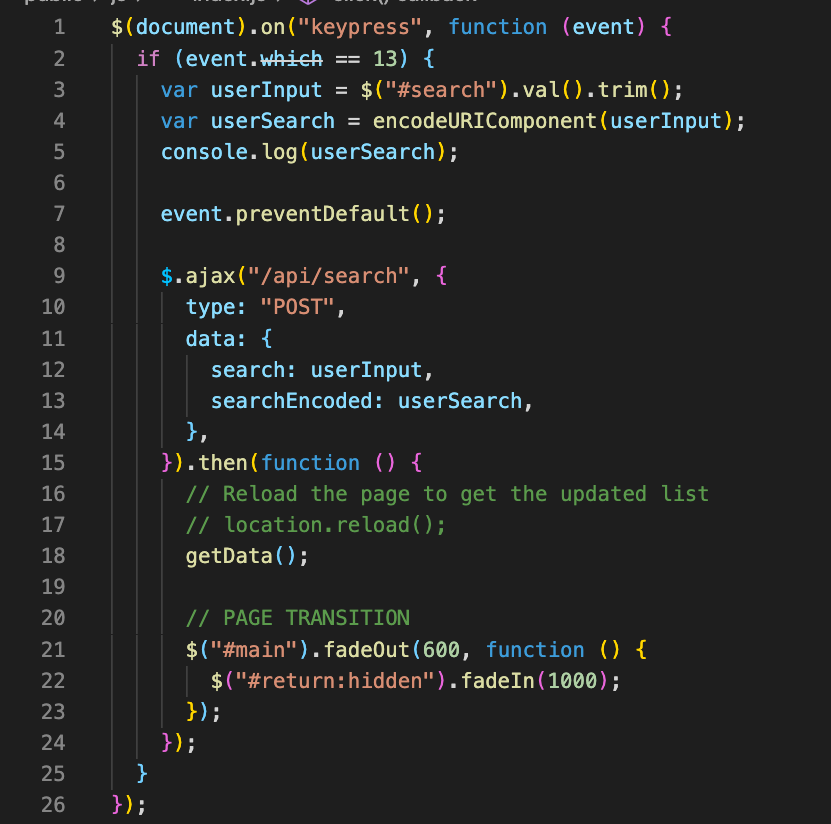 1 $(document).on("keypress", function (event) {
2   if (event.which == 13) {
3     var userInput = $("#search").val().trim();
4     var userSearch = encodeURIComponent(userInput);
5     console.log(userSearch);
6
7     event.preventDefault();
8
9     $.ajax("/api/search", {
10       type: "POST",
11       data: {
12         search: userInput,
13         searchEncoded: userSearch,
14       },
15     }).then(function () {
16       // Reload the page to get the updated list
17       // location.reload();
18       getData();
19
20       // PAGE TRANSITION
21       $("#main").fadeOut(600, function () {
22         $("#return:hidden").fadeIn(1000);
23       });
24     });
25   }
26 });